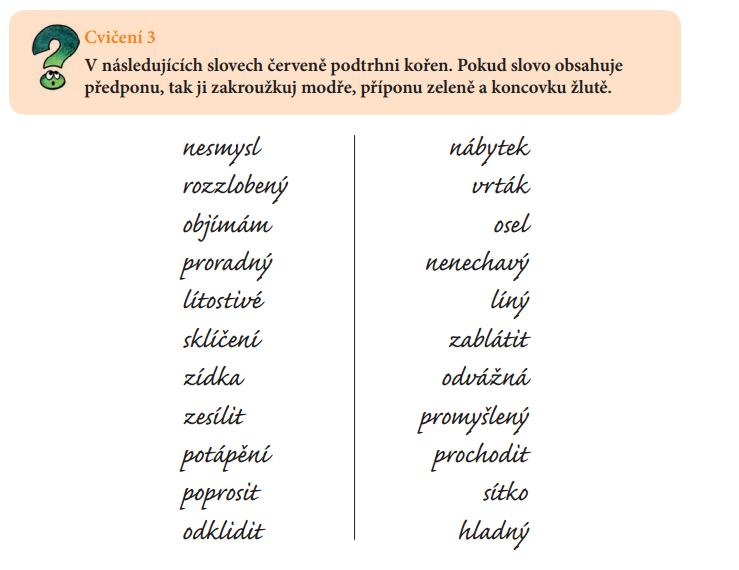 Cvičení 3
V následujících slovech červeně podtrhni kořen. Pokud slovo obsahuje
předponu, tak ji zakroužkuj modře, příponu zeleně a koncovku žlutě.
nesmysl
rozzlobený
objímám
proradný
lítostivé
sklíčení
zídka
zesílit
potápění
poprosit
odklidit
nábytek
vrták
osel
nenechavý
líný
zablátit
odvážná
promyšlený
prochodit
sítko
hladný